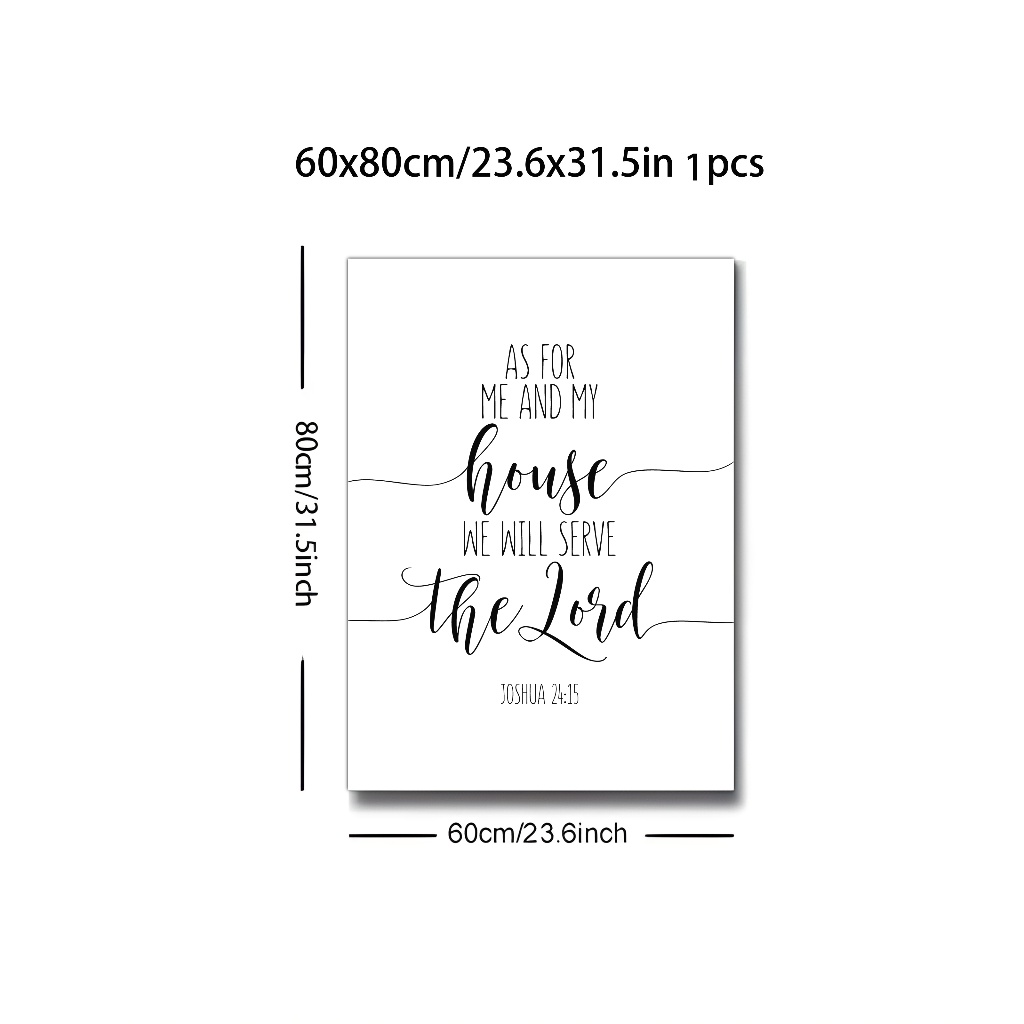 60x80cm/23.6x31.5in 1pcs
80cm/31.5inch
AS FOR
ME AND MY
house
WE WILL SERVE
the Lord
JOSHUA 24:15
60cm/23.6inch